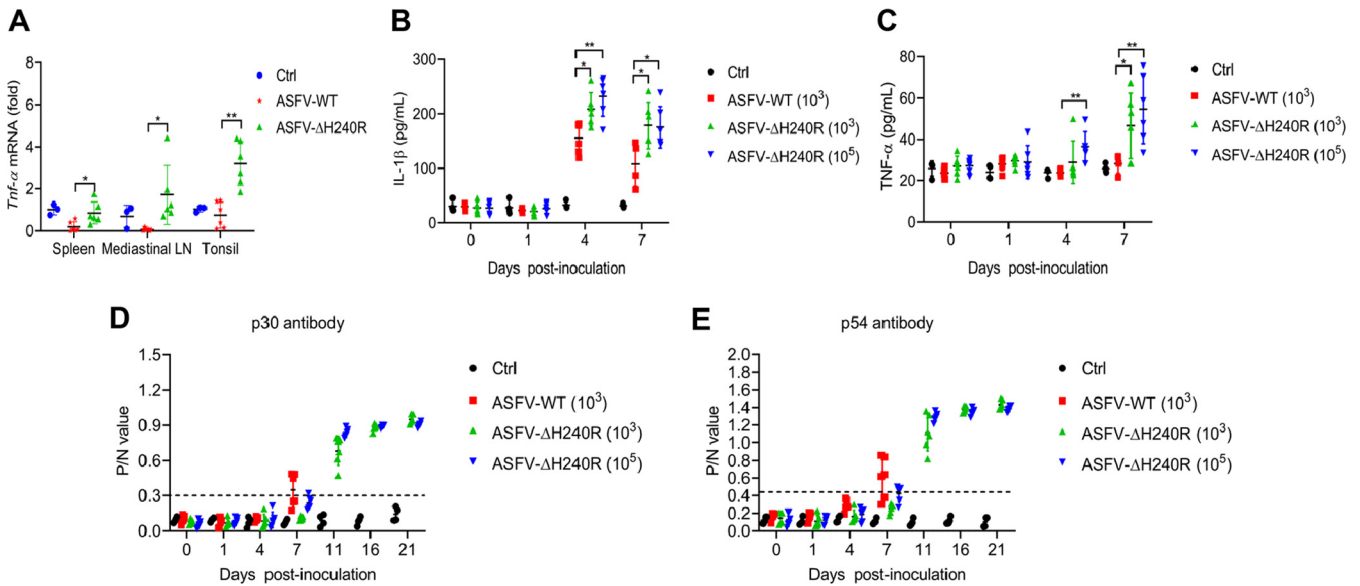 A
Tnf-α mRNA (fold)
8
6
4
2
0
*
*
**
Spleen Mediastinal LN Tonsil
Ctrl
ASFV-WT
ASFV-ΔH240R
B
IL-1β (pg/mL)
300
200
100
0
**
*
*
*
0 1 4 7
Days post-inoculation
Ctrl
ASFV-WT (10³)
ASFV-ΔH240R (10³)
ASFV-ΔH240R (10⁵)
C
TNF-α (pg/mL)
80
60
40
20
0
**
**
*
0 1 4 7
Days post-inoculation
Ctrl
ASFV-WT (10³)
ASFV-ΔH240R (10³)
ASFV-ΔH240R (10⁵)
D
p30 antibody
P/N value
1.5
1.2
0.9
0.6
0.3
0.0
0 1 4 7 11 16 21
Days post-inoculation
Ctrl
ASFV-WT (10³)
ASFV-ΔH240R (10³)
ASFV-ΔH240R (10⁵)
E
p54 antibody
P/N value
2.0
1.8
1.6
1.4
1.2
1.0
0.8
0.6
0.4
0.2
0.0
0 1 4 7 11 16 21
Days post-inoculation
Ctrl
ASFV-WT (10³)
ASFV-ΔH240R (10³)
ASFV-ΔH240R (10⁵)